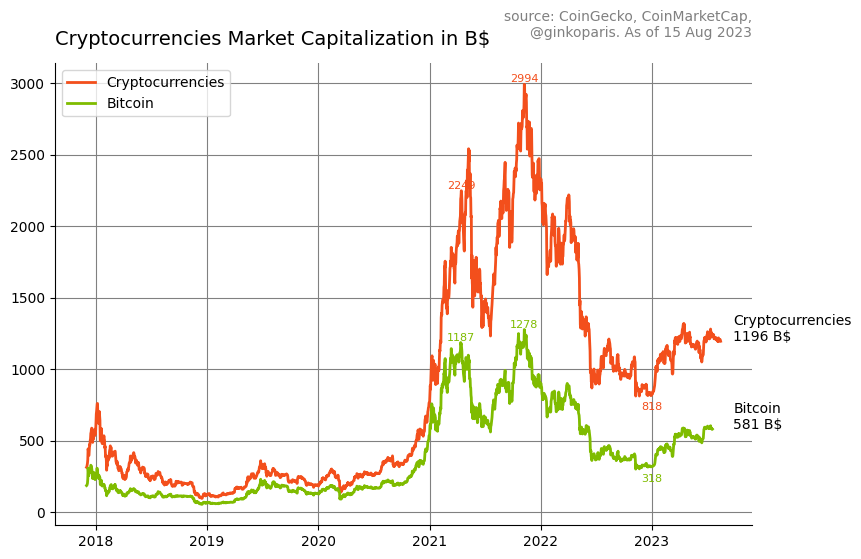 source: CoinGecko, CoinMarketCap,
@ginkoparis. As of 15 Aug 2023
Cryptocurrencies Market Capitalization in B$
Cryptocurrencies
Bitcoin
3000
2500
2000
1500
1000
500
0
2994
2249
1278
1187
818
318
Cryptocurrencies
1196 B$
Bitcoin
581 B$
2018 2019 2020 2021 2022 2023